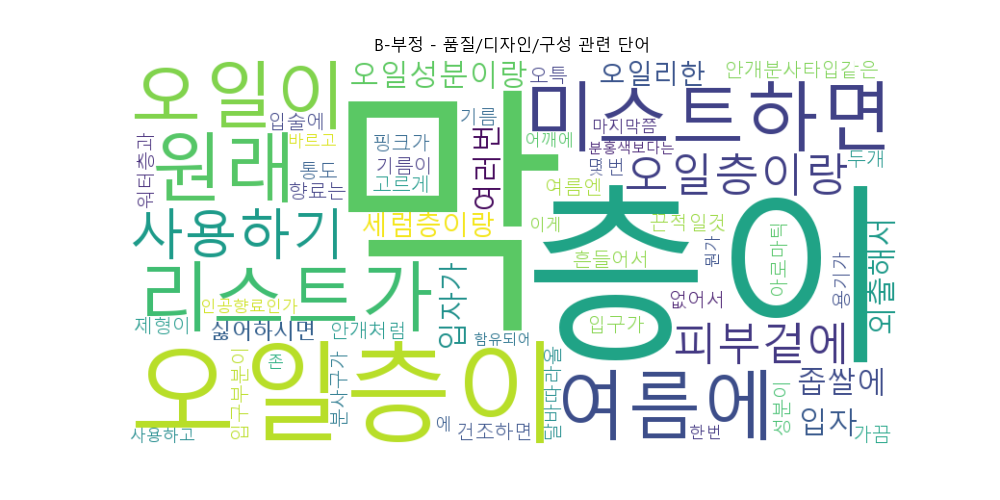 B-부정 - 품질/디자인/구성 관련 단어
오일이
오일성분이랑
오특
오일리한
안개분사타입같은
미스트하면
막
입술에
기름
마지막쯤
바르고
핑크가
어깨에
분홍색보다는
워터층과
원래
통도
기름이
여러번
몇번
오일층이랑
두개
향료는
고르게
여름엔
층이
사용하기
세럼층이랑
이게
끈적일것
외출해서
흔들어서
뭔가
아로마틱
용기가
리스트가
입자가
없어서
인공향료인가
제형이
싫어하시면
안개처럼
함유되어
입구가
피부겉에
오일층이
입구부분이
존
분사구가
달바따라올
여름에
좁쌀에
성분이
입자
에
사용하고
건조하면
한번
가끔